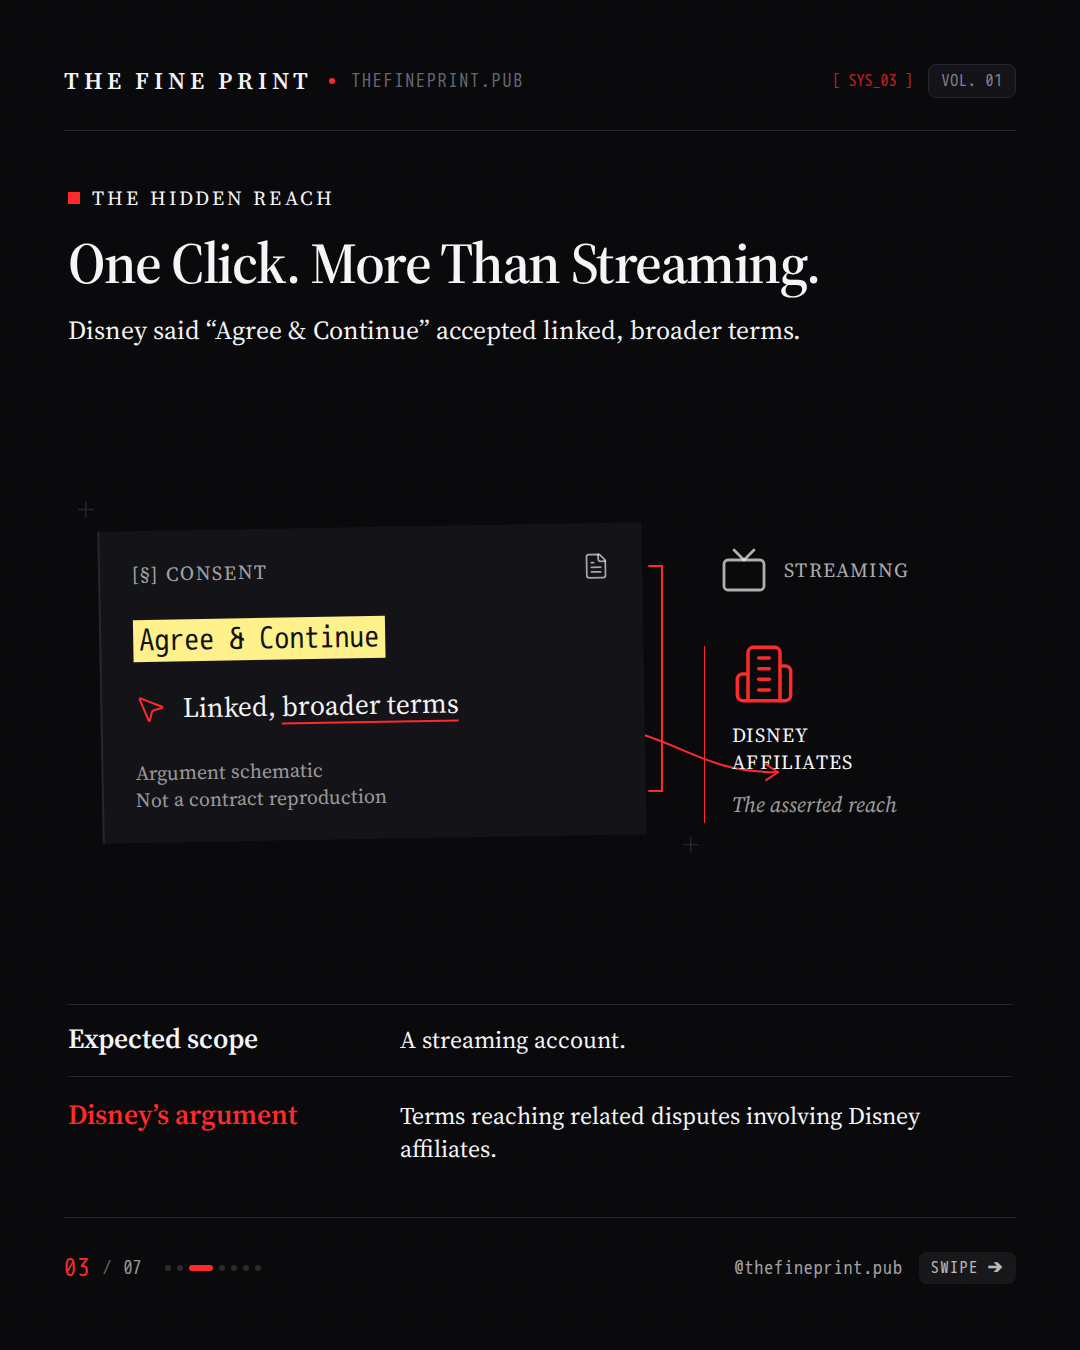 THE FINE PRINT • THEFINEPRINT.PUB
[ SYS_03 ] VOL. 01
THE HIDDEN REACH
One Click. More Than Streaming.
Disney said “Agree & Continue” accepted linked, broader terms.
[§] CONSENT
Agree & Continue
Linked, broader terms
Argument schematic
Not a contract reproduction
STREAMING
DISNEY
AFFILIATES
The asserted reach
Expected scope
A streaming account.
Disney’s argument
Terms reaching related disputes involving Disney
affiliates.
03 / 07
@thefineprint.pub
SWIPE ➔